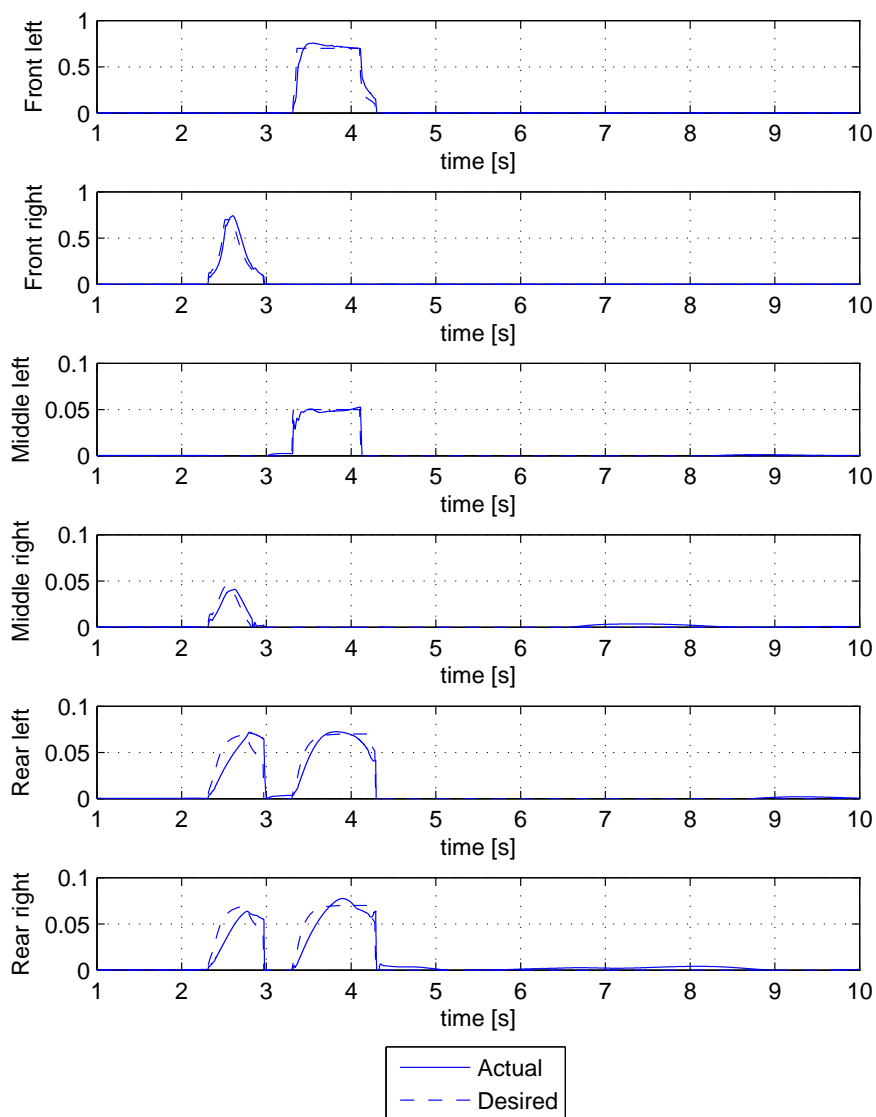 Front left
1
0.5
0
1 2 3 4 5 6 7 8 9 10
time [s]
Front right
1
0.5
0
1 2 3 4 5 6 7 8 9 10
time [s]
Middle left
0.1
0.05
0
1 2 3 4 5 6 7 8 9 10
time [s]
Middle right
0.1
0.05
0
1 2 3 4 5 6 7 8 9 10
time [s]
Rear left
0.1
0.05
0
1 2 3 4 5 6 7 8 9 10
time [s]
Rear right
0.1
0.05
0
1 2 3 4 5 6 7 8 9 10
time [s]
Actual
Desired